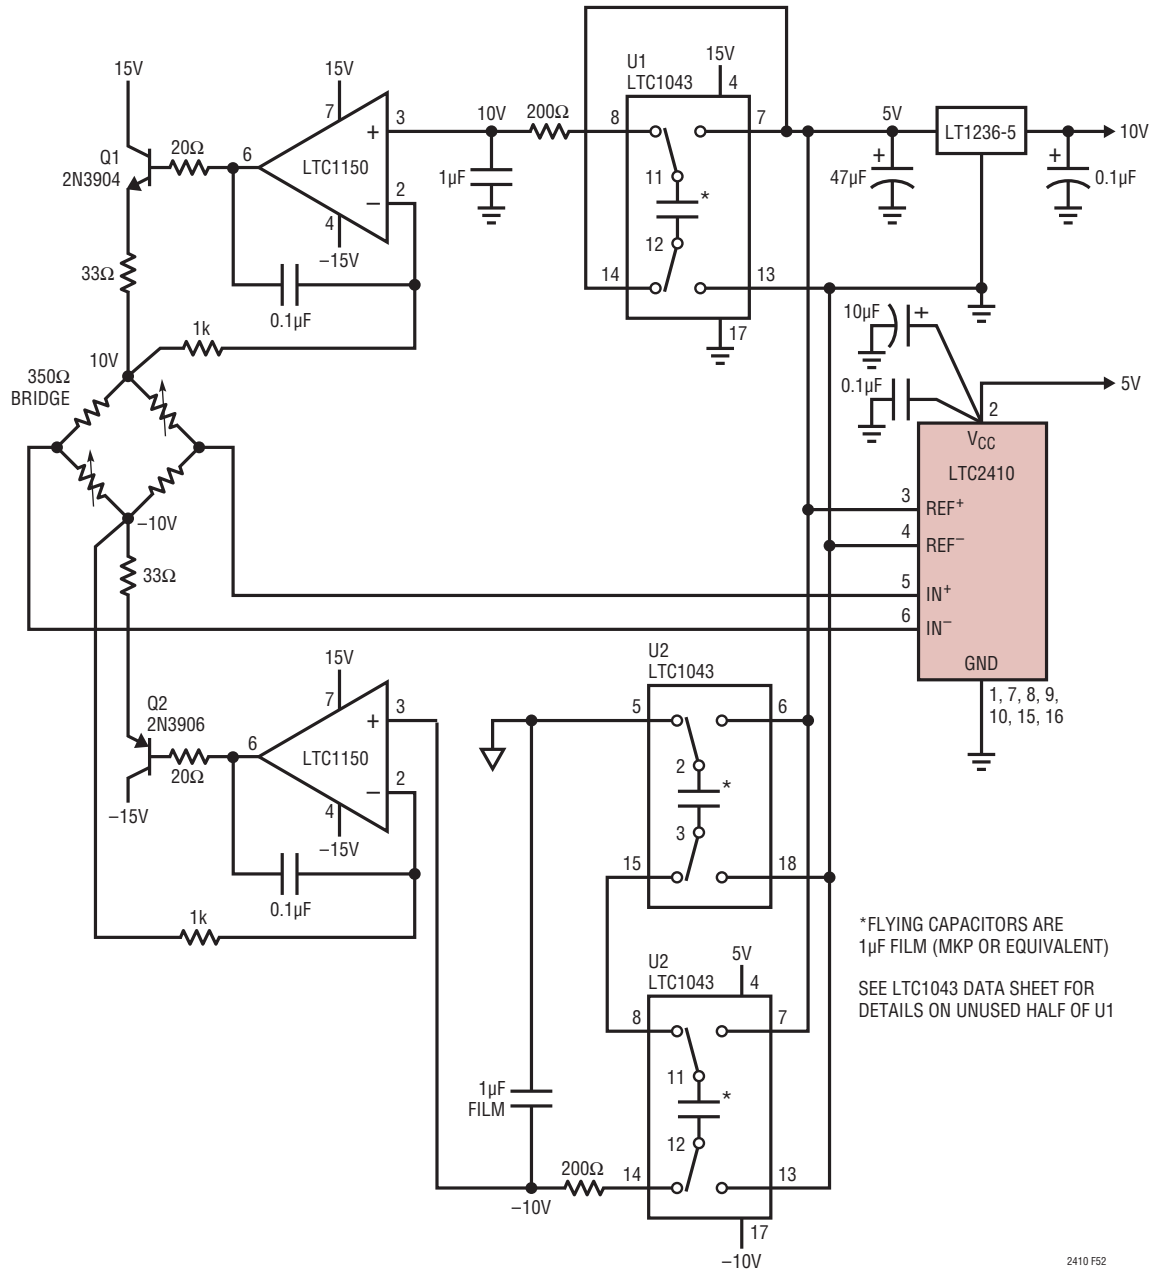 15V
Q1
2N3904
20Ω
6
15V
7
LTC1150
+
3
–
2
4
–15V
0.1µF
33Ω
1k
10V
350Ω
BRIDGE
–10V
33Ω
10V
1µF
200Ω
U1
LTC1043
15V
4
8
7
11
*
12
14
13
17
5V
+
47µF
LT1236-5
10V
+
0.1µF
10µF
+
0.1µF
5V
2
VCC
LTC2410
3
REF+
4
REF–
5
IN+
6
IN–
GND
1, 7, 8, 9,
10, 15, 16
Q2
2N3906
20Ω
–15V
6
15V
7
LTC1150
+
3
–
2
4
–15V
0.1µF
1k
U2
LTC1043
5
6
2
*
3
15
18
U2
LTC1043
5V
4
8
7
11
*
12
14
13
17
–10V
1µF
FILM
200Ω
–10V
*FLYING CAPACITORS ARE
1µF FILM (MKP OR EQUIVALENT)
SEE LTC1043 DATA SHEET FOR
DETAILS ON UNUSED HALF OF U1
2410 F52